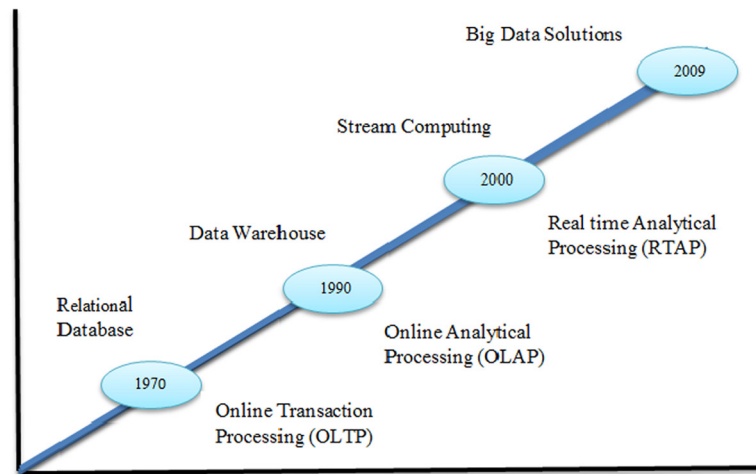 Big Data Solutions
2009
Stream Computing
2000
Real time Analytical
Processing (RTAP)
Data Warehouse
1990
Online Analytical
Processing (OLAP)
Relational
Database
1970
Online Transaction
Processing (OLTP)